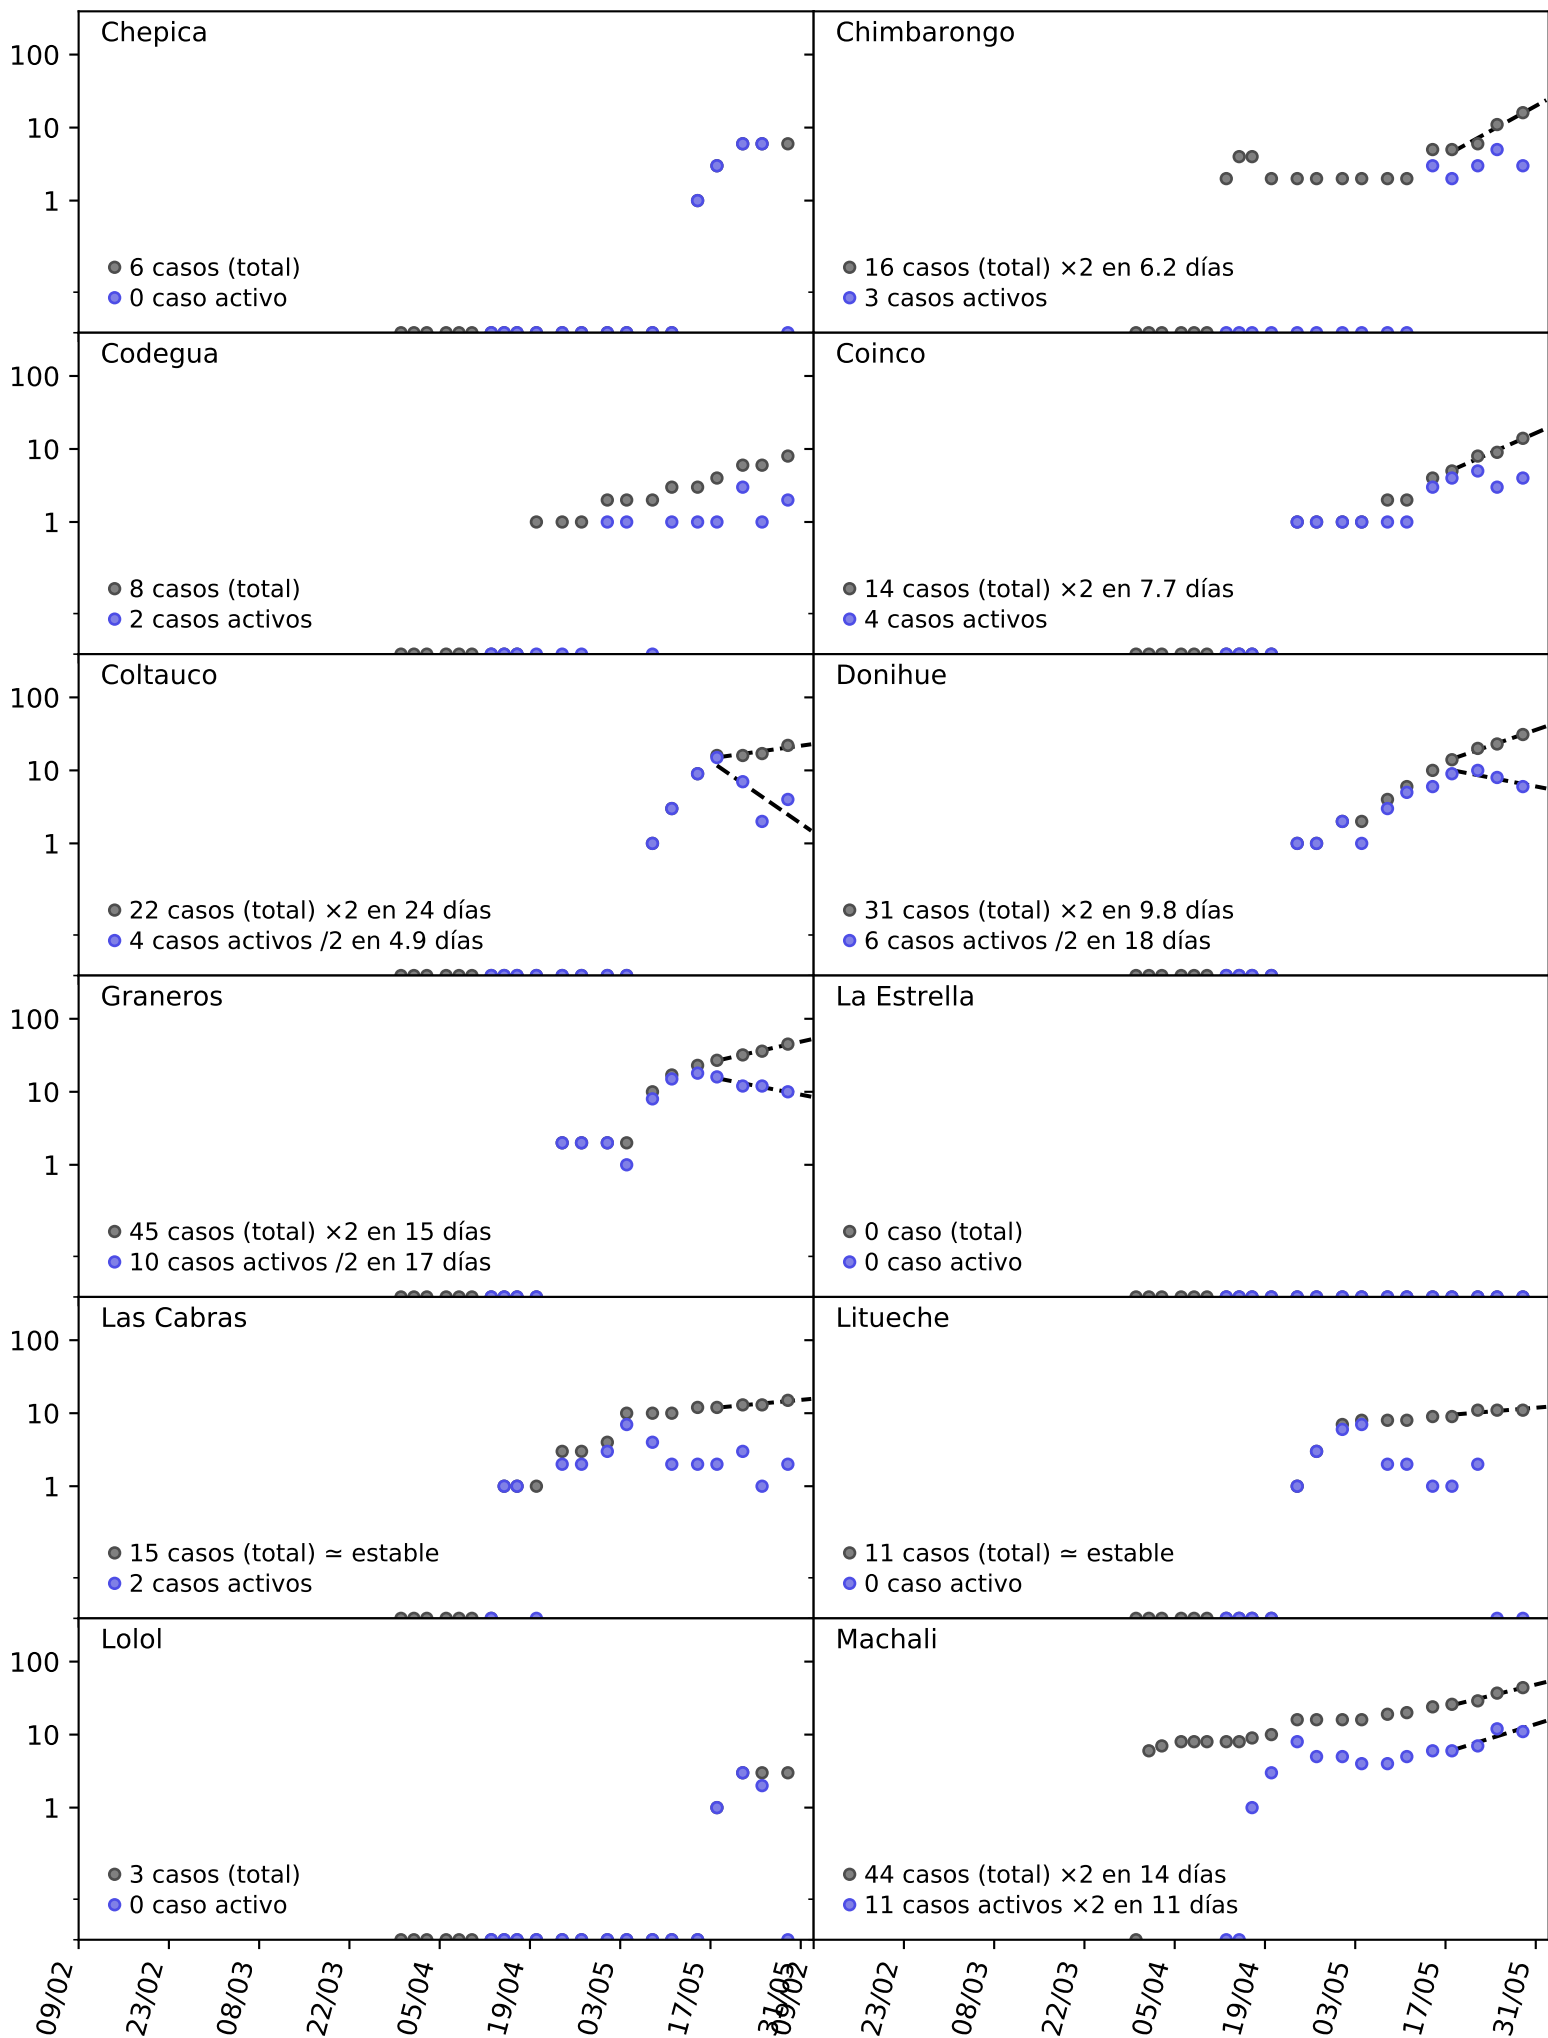 Chepica
Chimbarongo
100
10
1
6 casos (total)
0 caso activo
16 casos (total) ×2 en 6.2 días
3 casos activos
Codegua
Coinco
100
10
1
8 casos (total)
2 casos activos
14 casos (total) ×2 en 7.7 días
4 casos activos
Coltauco
Donihue
100
10
1
22 casos (total) ×2 en 24 días
4 casos activos /2 en 4.9 días
31 casos (total) ×2 en 9.8 días
6 casos activos /2 en 18 días
Graneros
La Estrella
100
10
1
45 casos (total) ×2 en 15 días
10 casos activos /2 en 17 días
0 caso (total)
0 caso activo
Las Cabras
Litueche
100
10
1
15 casos (total) ≃ estable
2 casos activos
11 casos (total) ≃ estable
0 caso activo
Lolol
Machali
100
10
1
3 casos (total)
0 caso activo
44 casos (total) ×2 en 14 días
11 casos activos ×2 en 11 días
09/02 23/02 08/03 22/03 05/04 19/04 03/05 17/05 31/05
09/02 23/02 08/03 22/03 05/04 19/04 03/05 17/05 31/05